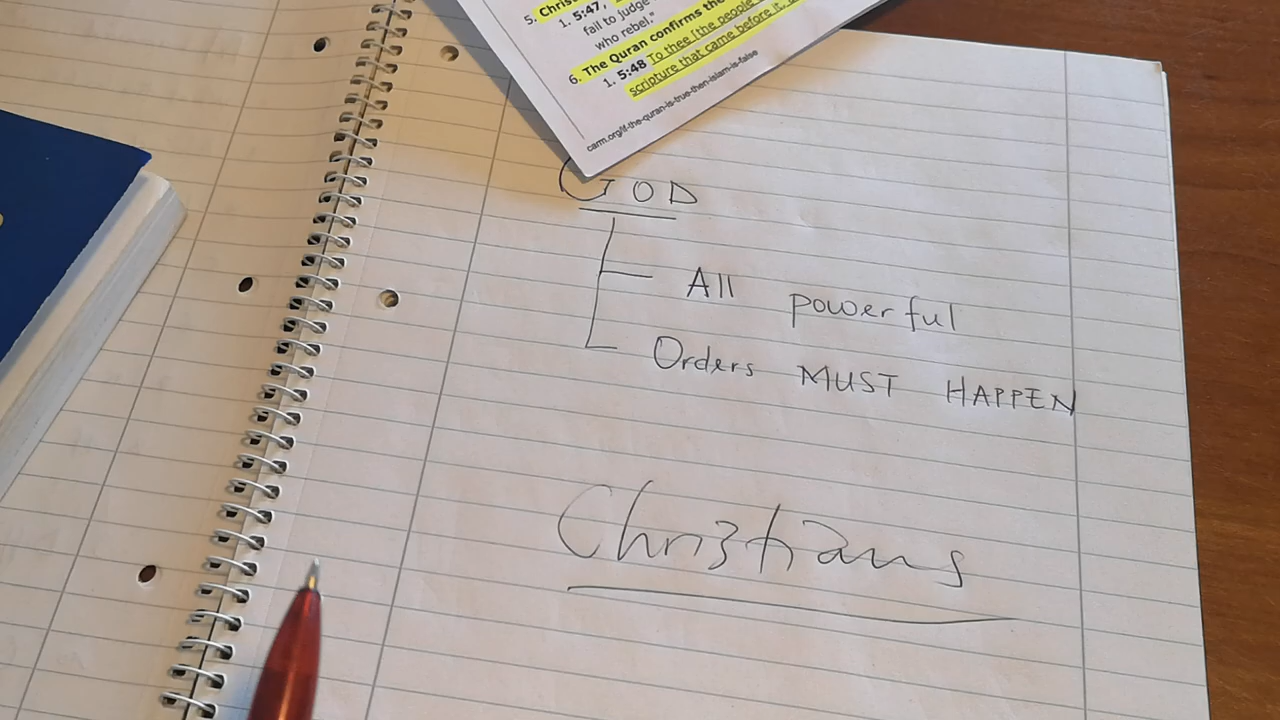 5. Chris
1. 5:47,
fail to judge
who rebel."
6. The Quran confirms the
1. 5:48 To thee [the people
scripture that came before it,
carm.org/if-the-quran-is-true-then-islam-is-false
GOD
All powerful
Orders MUST HAPPEN
Christians